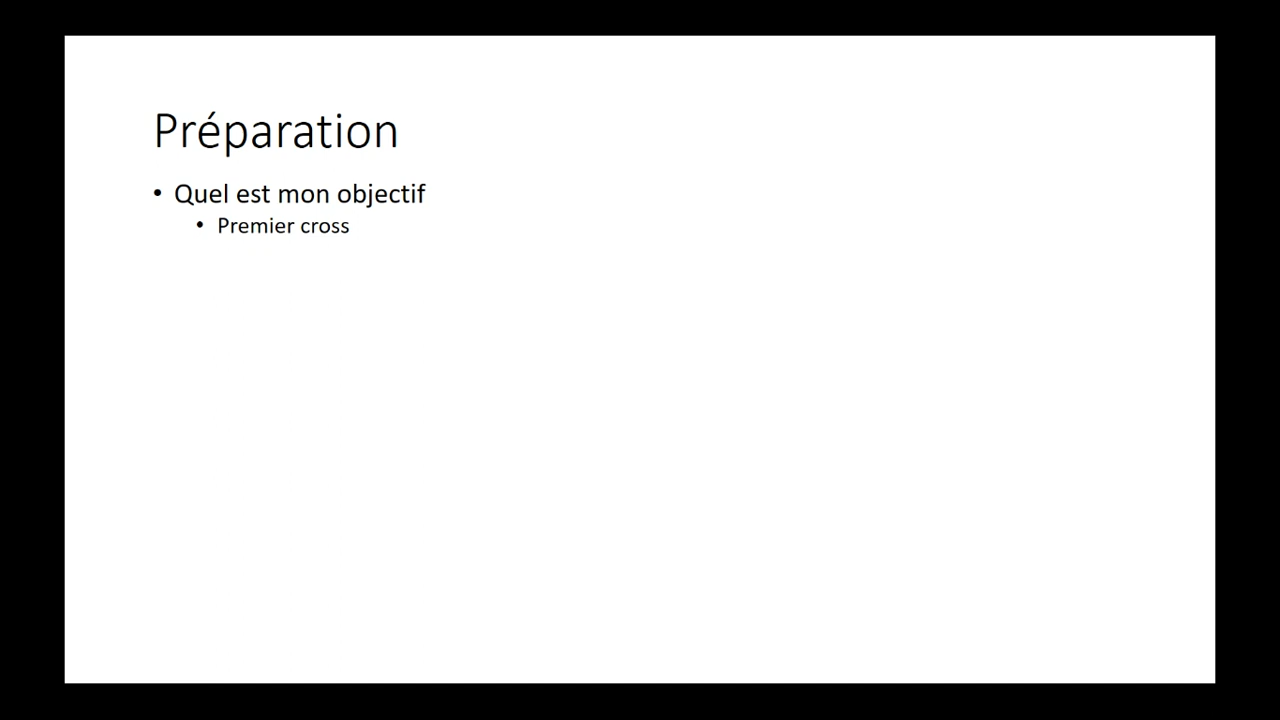 Préparation
• Quel est mon objectif
• Premier cross